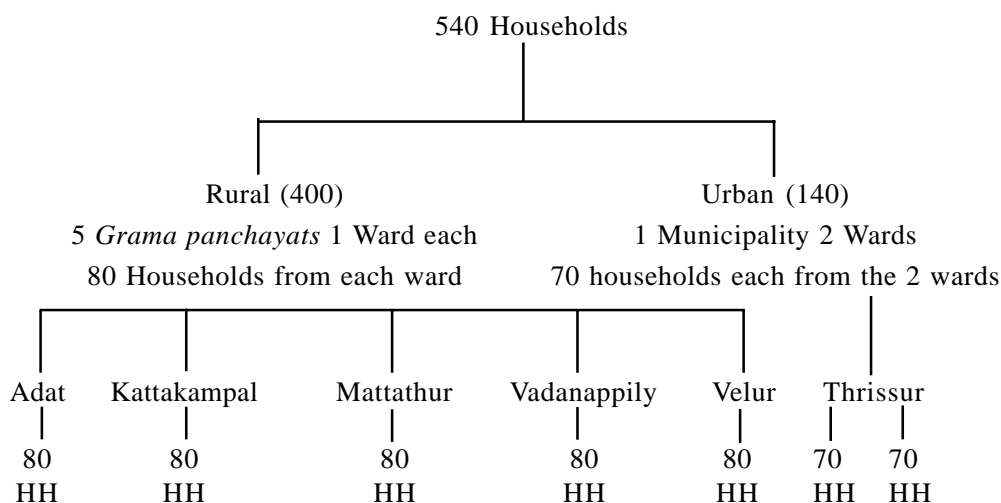 540 Households
Rural (400)
5 Grama panchayats 1 Ward each
80 Households from each ward
Urban (140)
1 Municipality 2 Wards
70 households each from the 2 wards
Adat Kattakampal Mattathur Vadanappily Velur Thrissur
80 80 80 80 80 70 70
HH HH HH HH HH HH HH